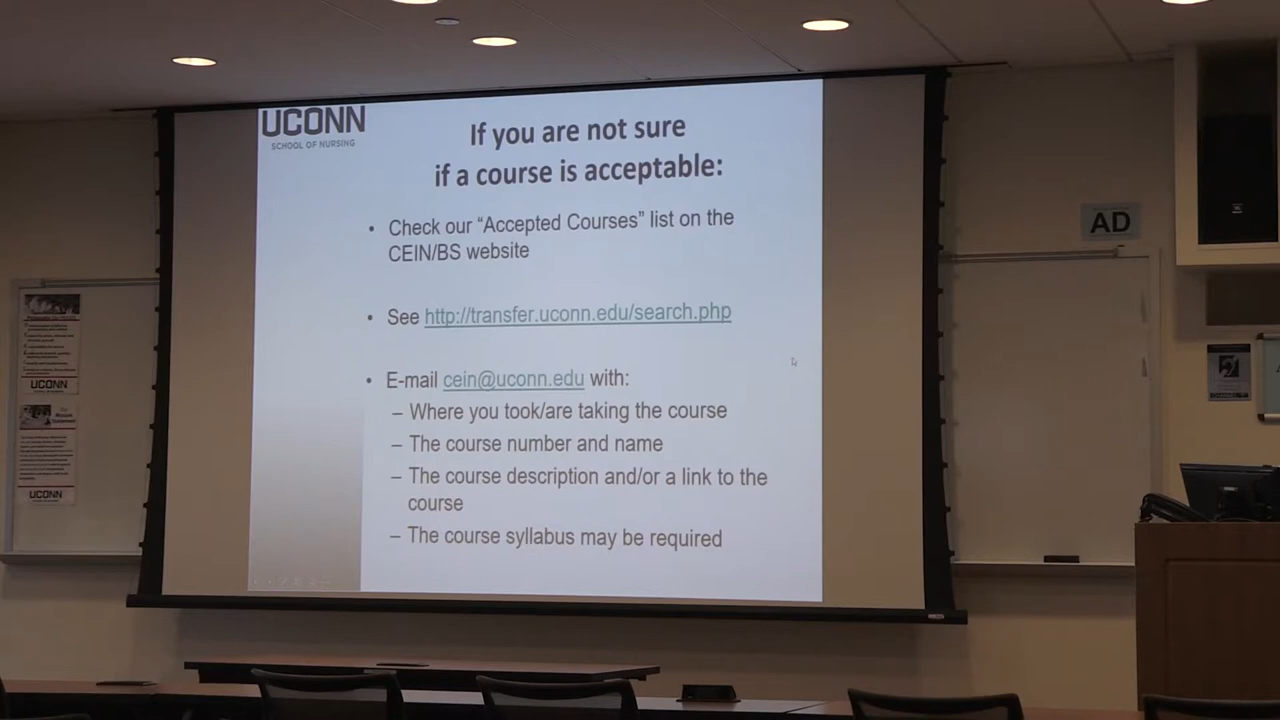 UCONN
SCHOOL OF NURSING
If you are not sure
if a course is acceptable:
• Check our “Accepted Courses” list on the
CEIN/BS website
• See http://transfer.uconn.edu/search.php
• E-mail cein@uconn.edu with:
– Where you took/are taking the course
– The course number and name
– The course description and/or a link to the
course
– The course syllabus may be required
AD
UCONN
UCONN